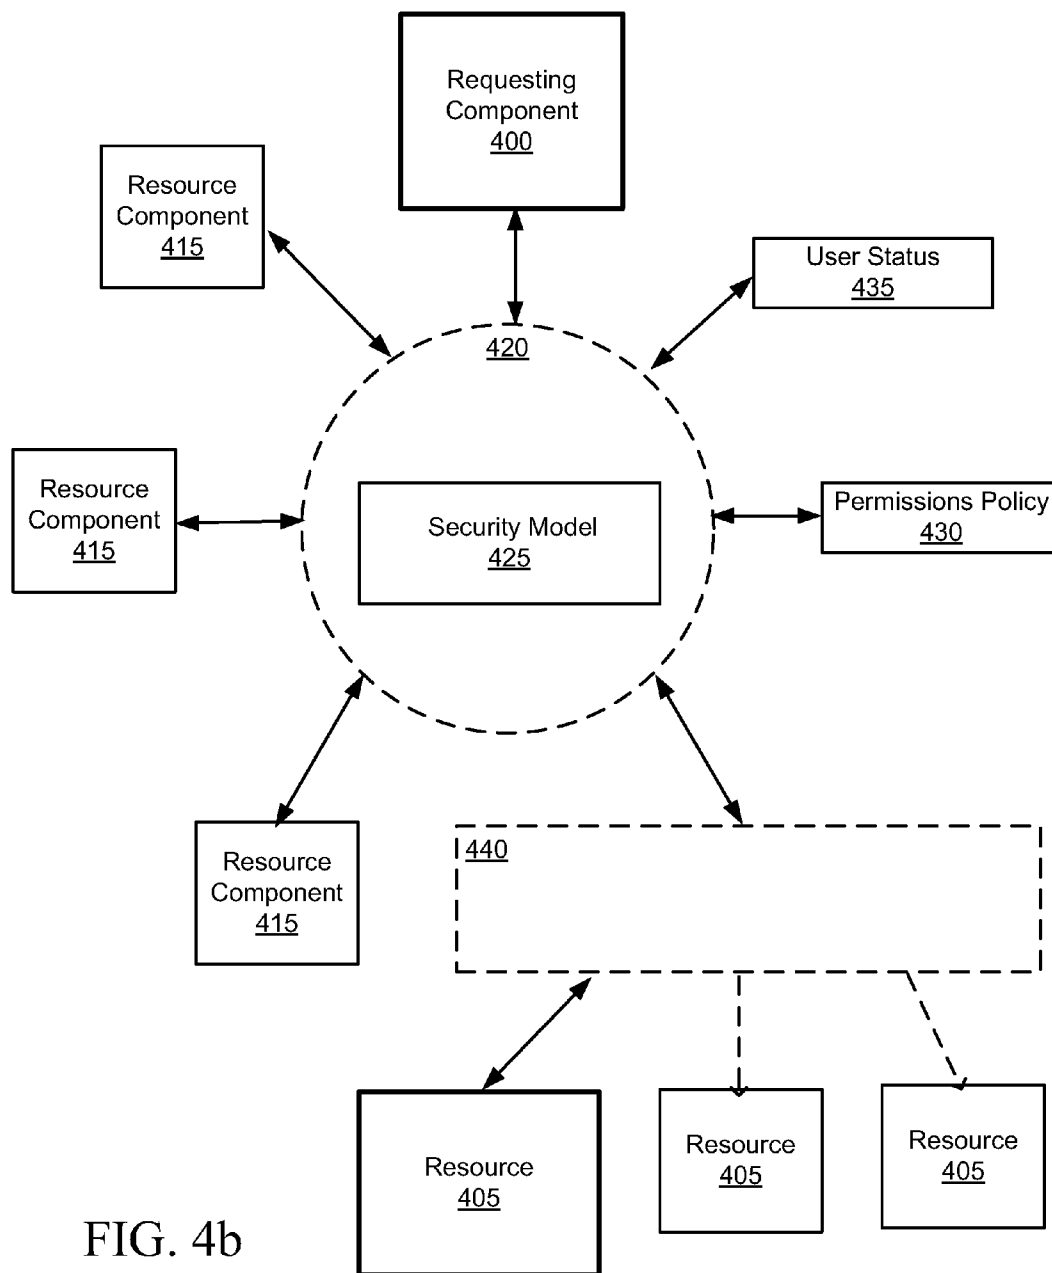 Requesting
Component
400
Resource
Component
415
User Status
435
420
Resource
Component
415
Security Model
425
Permissions Policy
430
Resource
Component
415
440
Resource
405
Resource
405
Resource
405
FIG. 4b